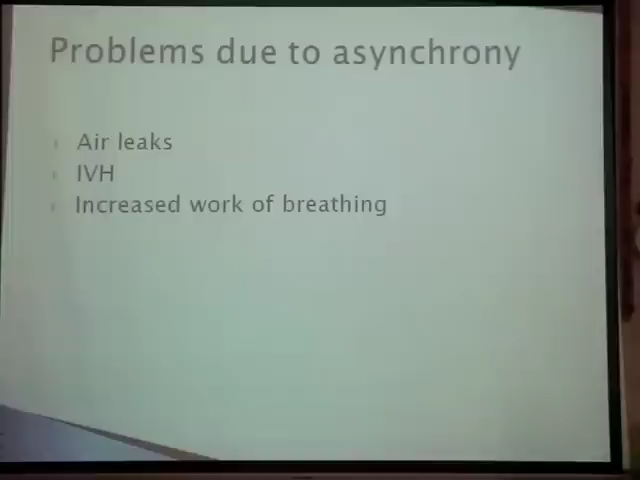 Problems due to asynchrony
Air leaks
IVH
Increased work of breathing